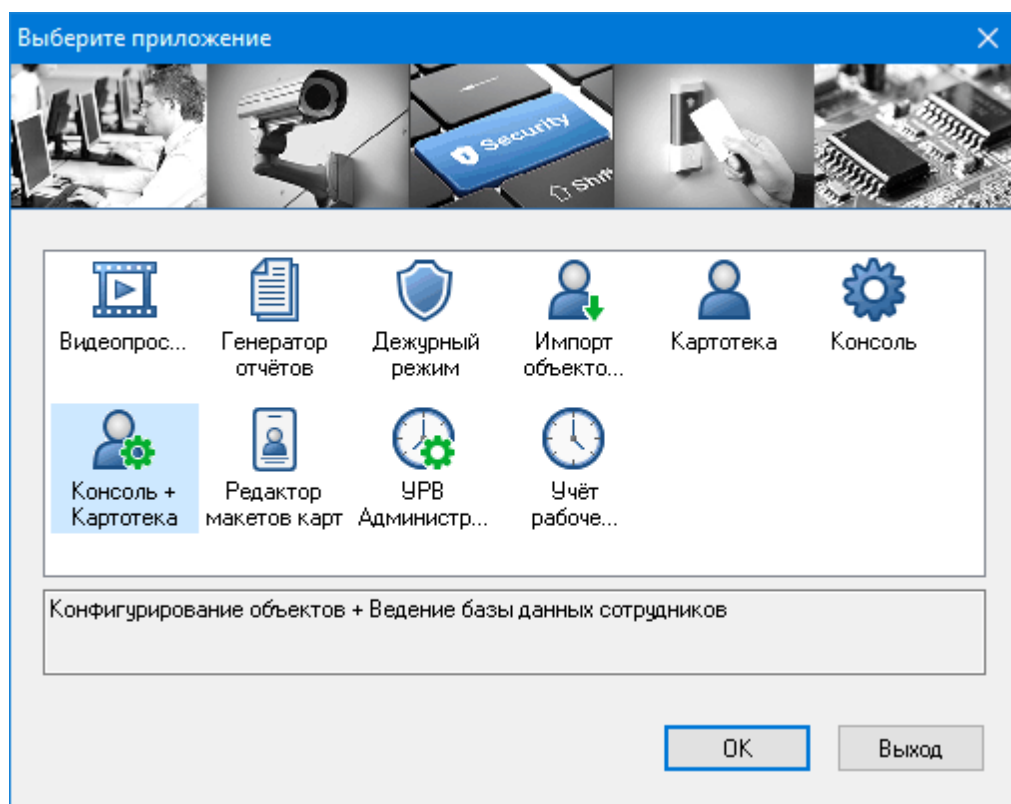 Выберите приложение
Security
Shift
Видеопрос...
Генератор
отчётов
Дежурный
режим
Импорт
объекто...
Картотека
Консоль
Консоль +
Картотека
Редактор
макетов карт
УРВ
Администр...
Учёт
рабоче...
Конфигурирование объектов + Ведение базы данных сотрудников
OK
Выход